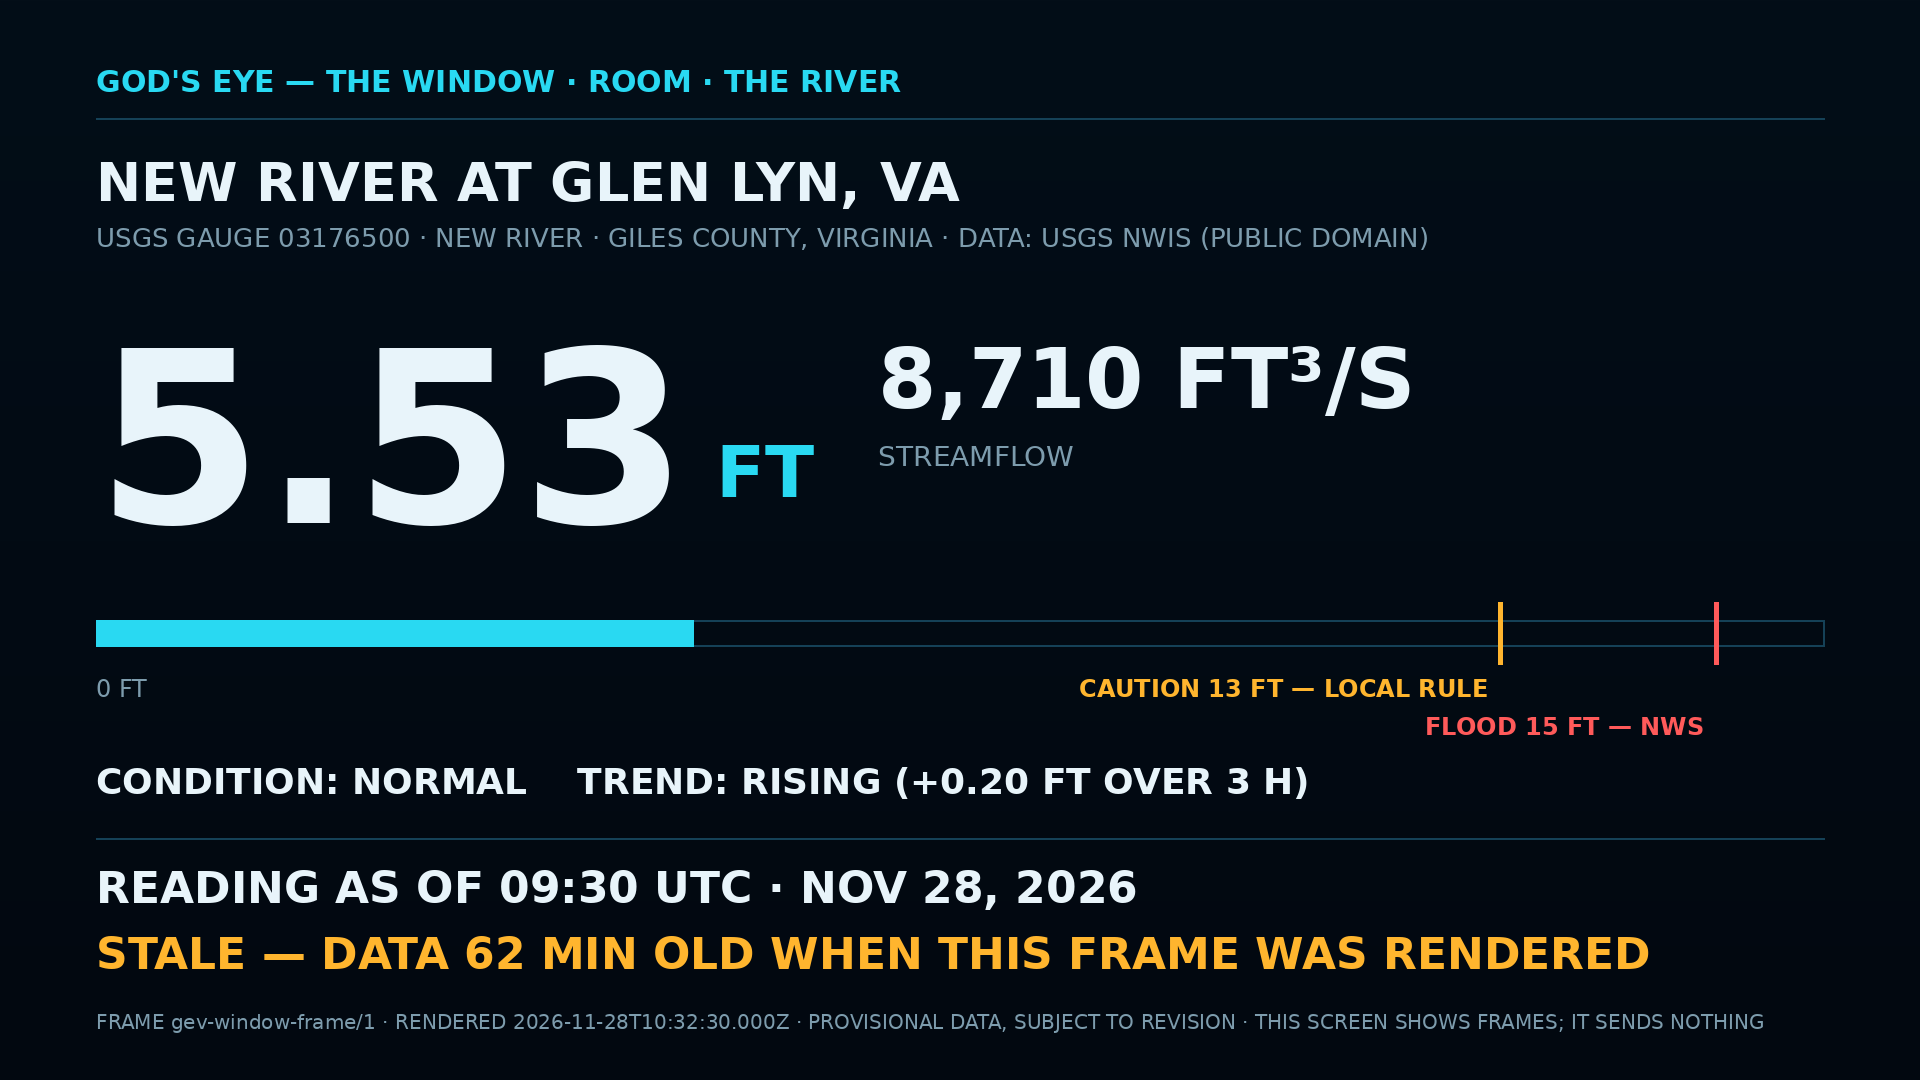 GOD'S EYE — THE WINDOW · ROOM · THE RIVER
NEW RIVER AT GLEN LYN, VA
USGS GAUGE 03176500 · NEW RIVER · GILES COUNTY, VIRGINIA · DATA: USGS NWIS (PUBLIC DOMAIN)
5.53 FT
8,710 FT³/S
STREAMFLOW
0 FT
CAUTION 13 FT — LOCAL RULE
FLOOD 15 FT — NWS
CONDITION: NORMAL TREND: RISING (+0.20 FT OVER 3 H)
READING AS OF 09:30 UTC · NOV 28, 2026
STALE — DATA 62 MIN OLD WHEN THIS FRAME WAS RENDERED
FRAME gev-window-frame/1 · RENDERED 2026-11-28T10:32:30.000Z · PROVISIONAL DATA, SUBJECT TO REVISION · THIS SCREEN SHOWS FRAMES; IT SENDS NOTHING